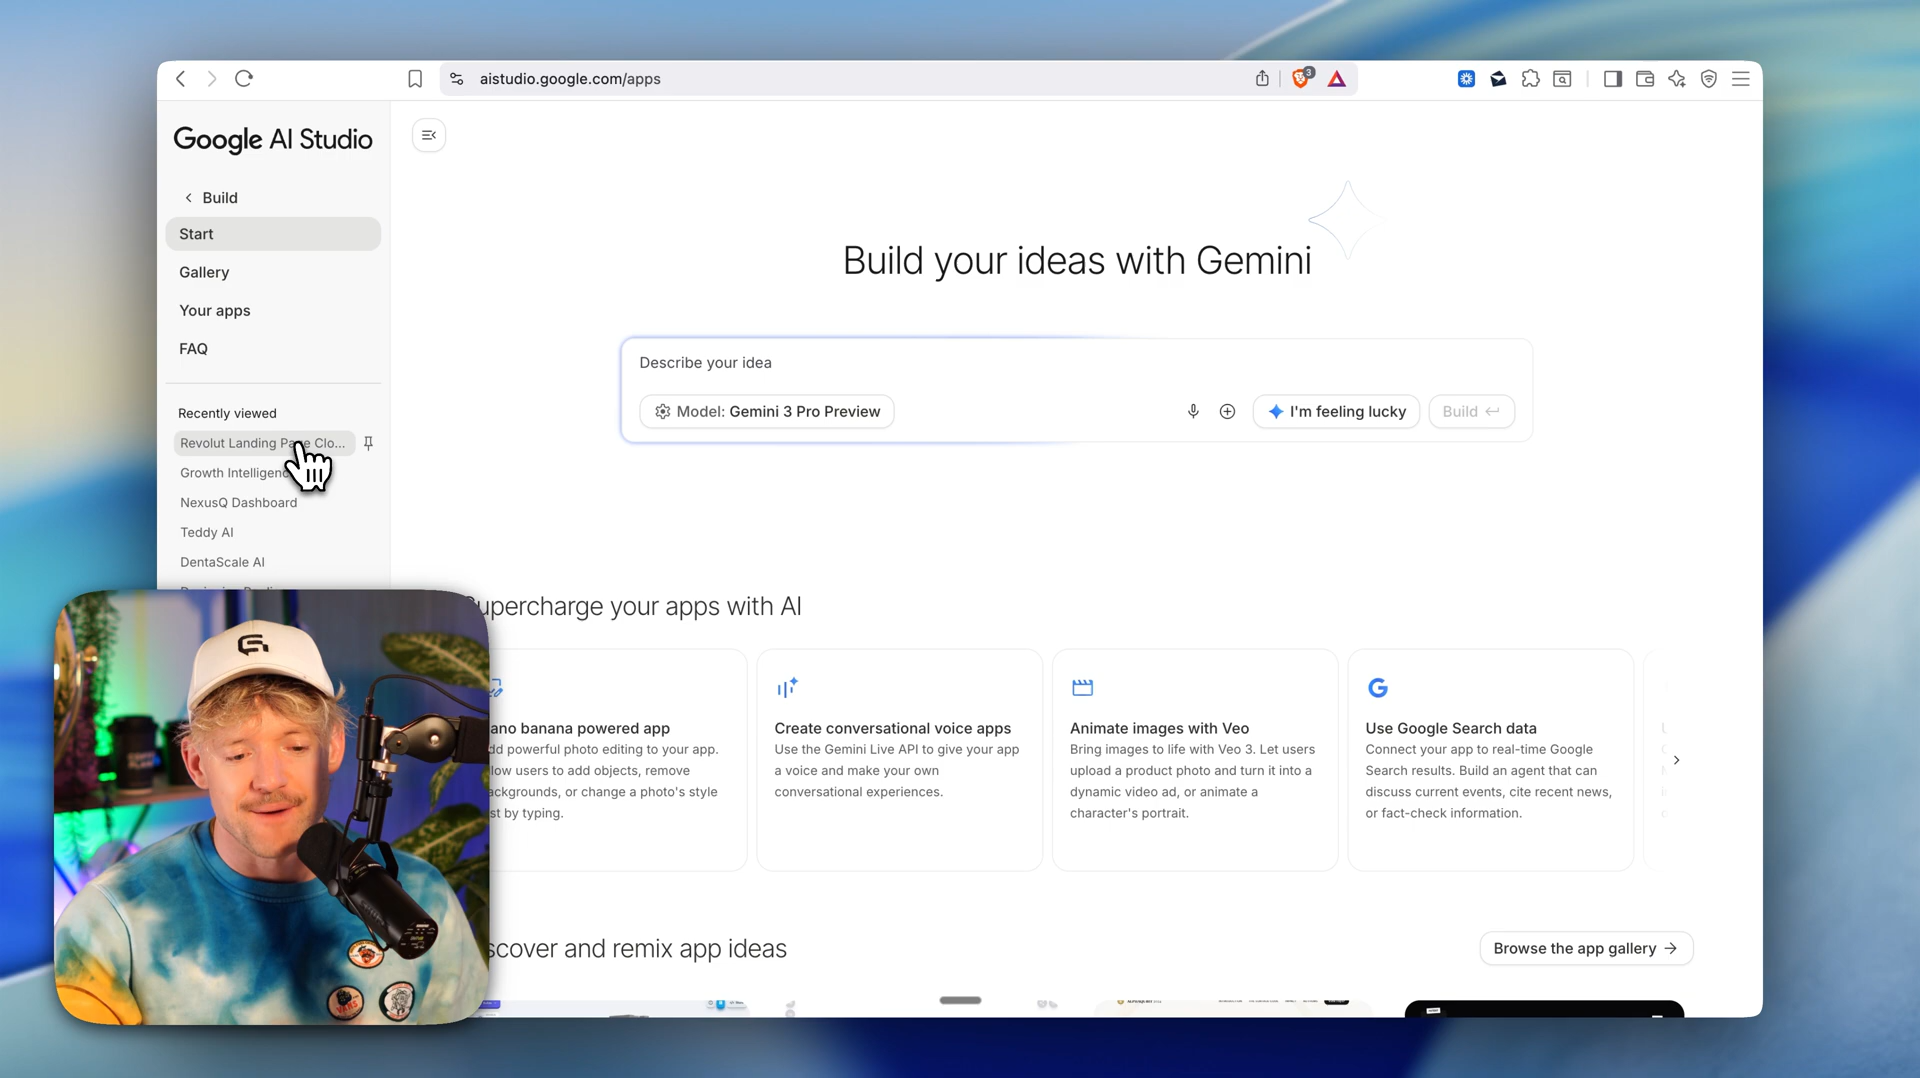 aistudio.google.com/apps
3
Google AI Studio
Build
Start
Gallery
Your apps
FAQ
Recently viewed
Revolut Landing Page Clo...
Growth Intelligenc
NexusQ Dashboard
Teddy AI
DentaScale AI
Build your ideas with Gemini
Describe your idea
Model: Gemini 3 Pro Preview
I'm feeling lucky
Build
upercharge your apps with AI
ano banana powered app
dd powerful photo editing to your app.
low users to add objects, remove
ackgrounds, or change a photo's style
st by typing.
Create conversational voice apps
Use the Gemini Live API to give your app
a voice and make your own
conversational experiences.
Animate images with Veo
Bring images to life with Veo 3. Let users
upload a product photo and turn it into a
dynamic video ad, or animate a
character's portrait.
Use Google Search data
Connect your app to real-time Google
Search results. Build an agent that can
discuss current events, cite recent news,
or fact-check information.
scover and remix app ideas
Browse the app gallery